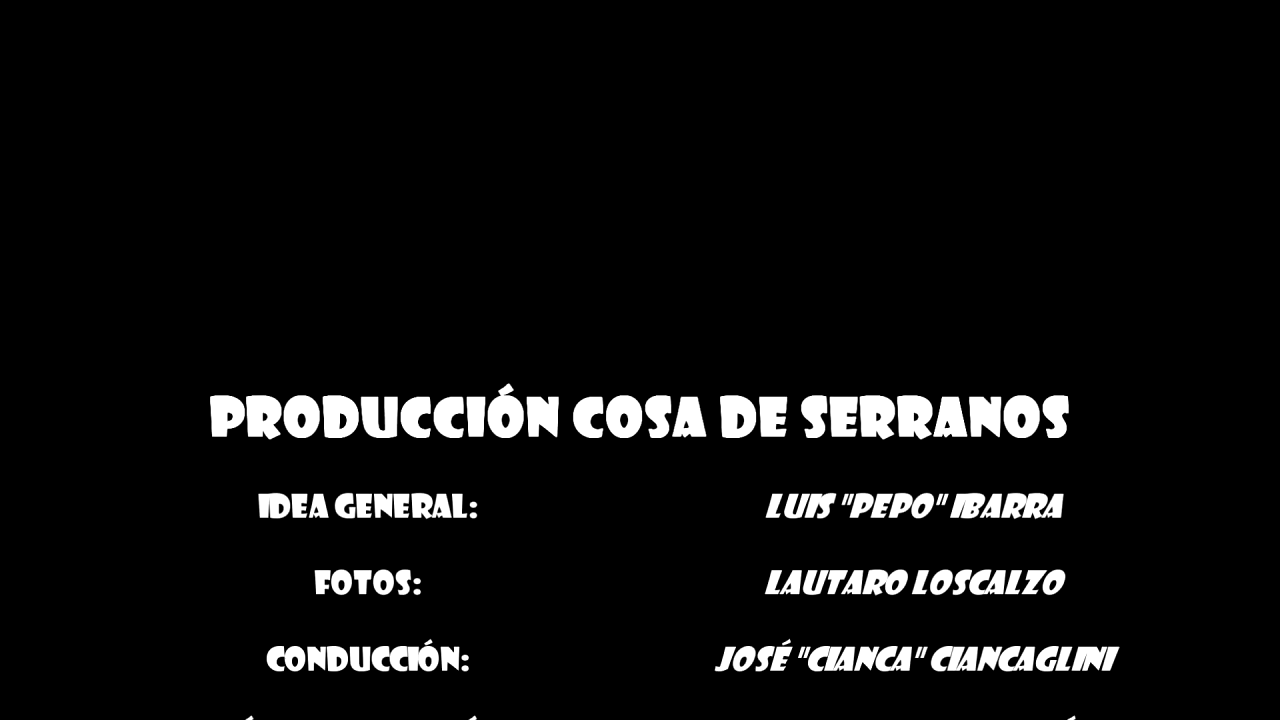 PRODUCCIÓN COSA DE SERRANOS
IDEA GENERAL: LUIS "PEPO" IBARRA
FOTOS: LAUTARO LOSCALZO
CONDUCCIÓN: JOSÉ "CIANCA" CIANCAGLINI